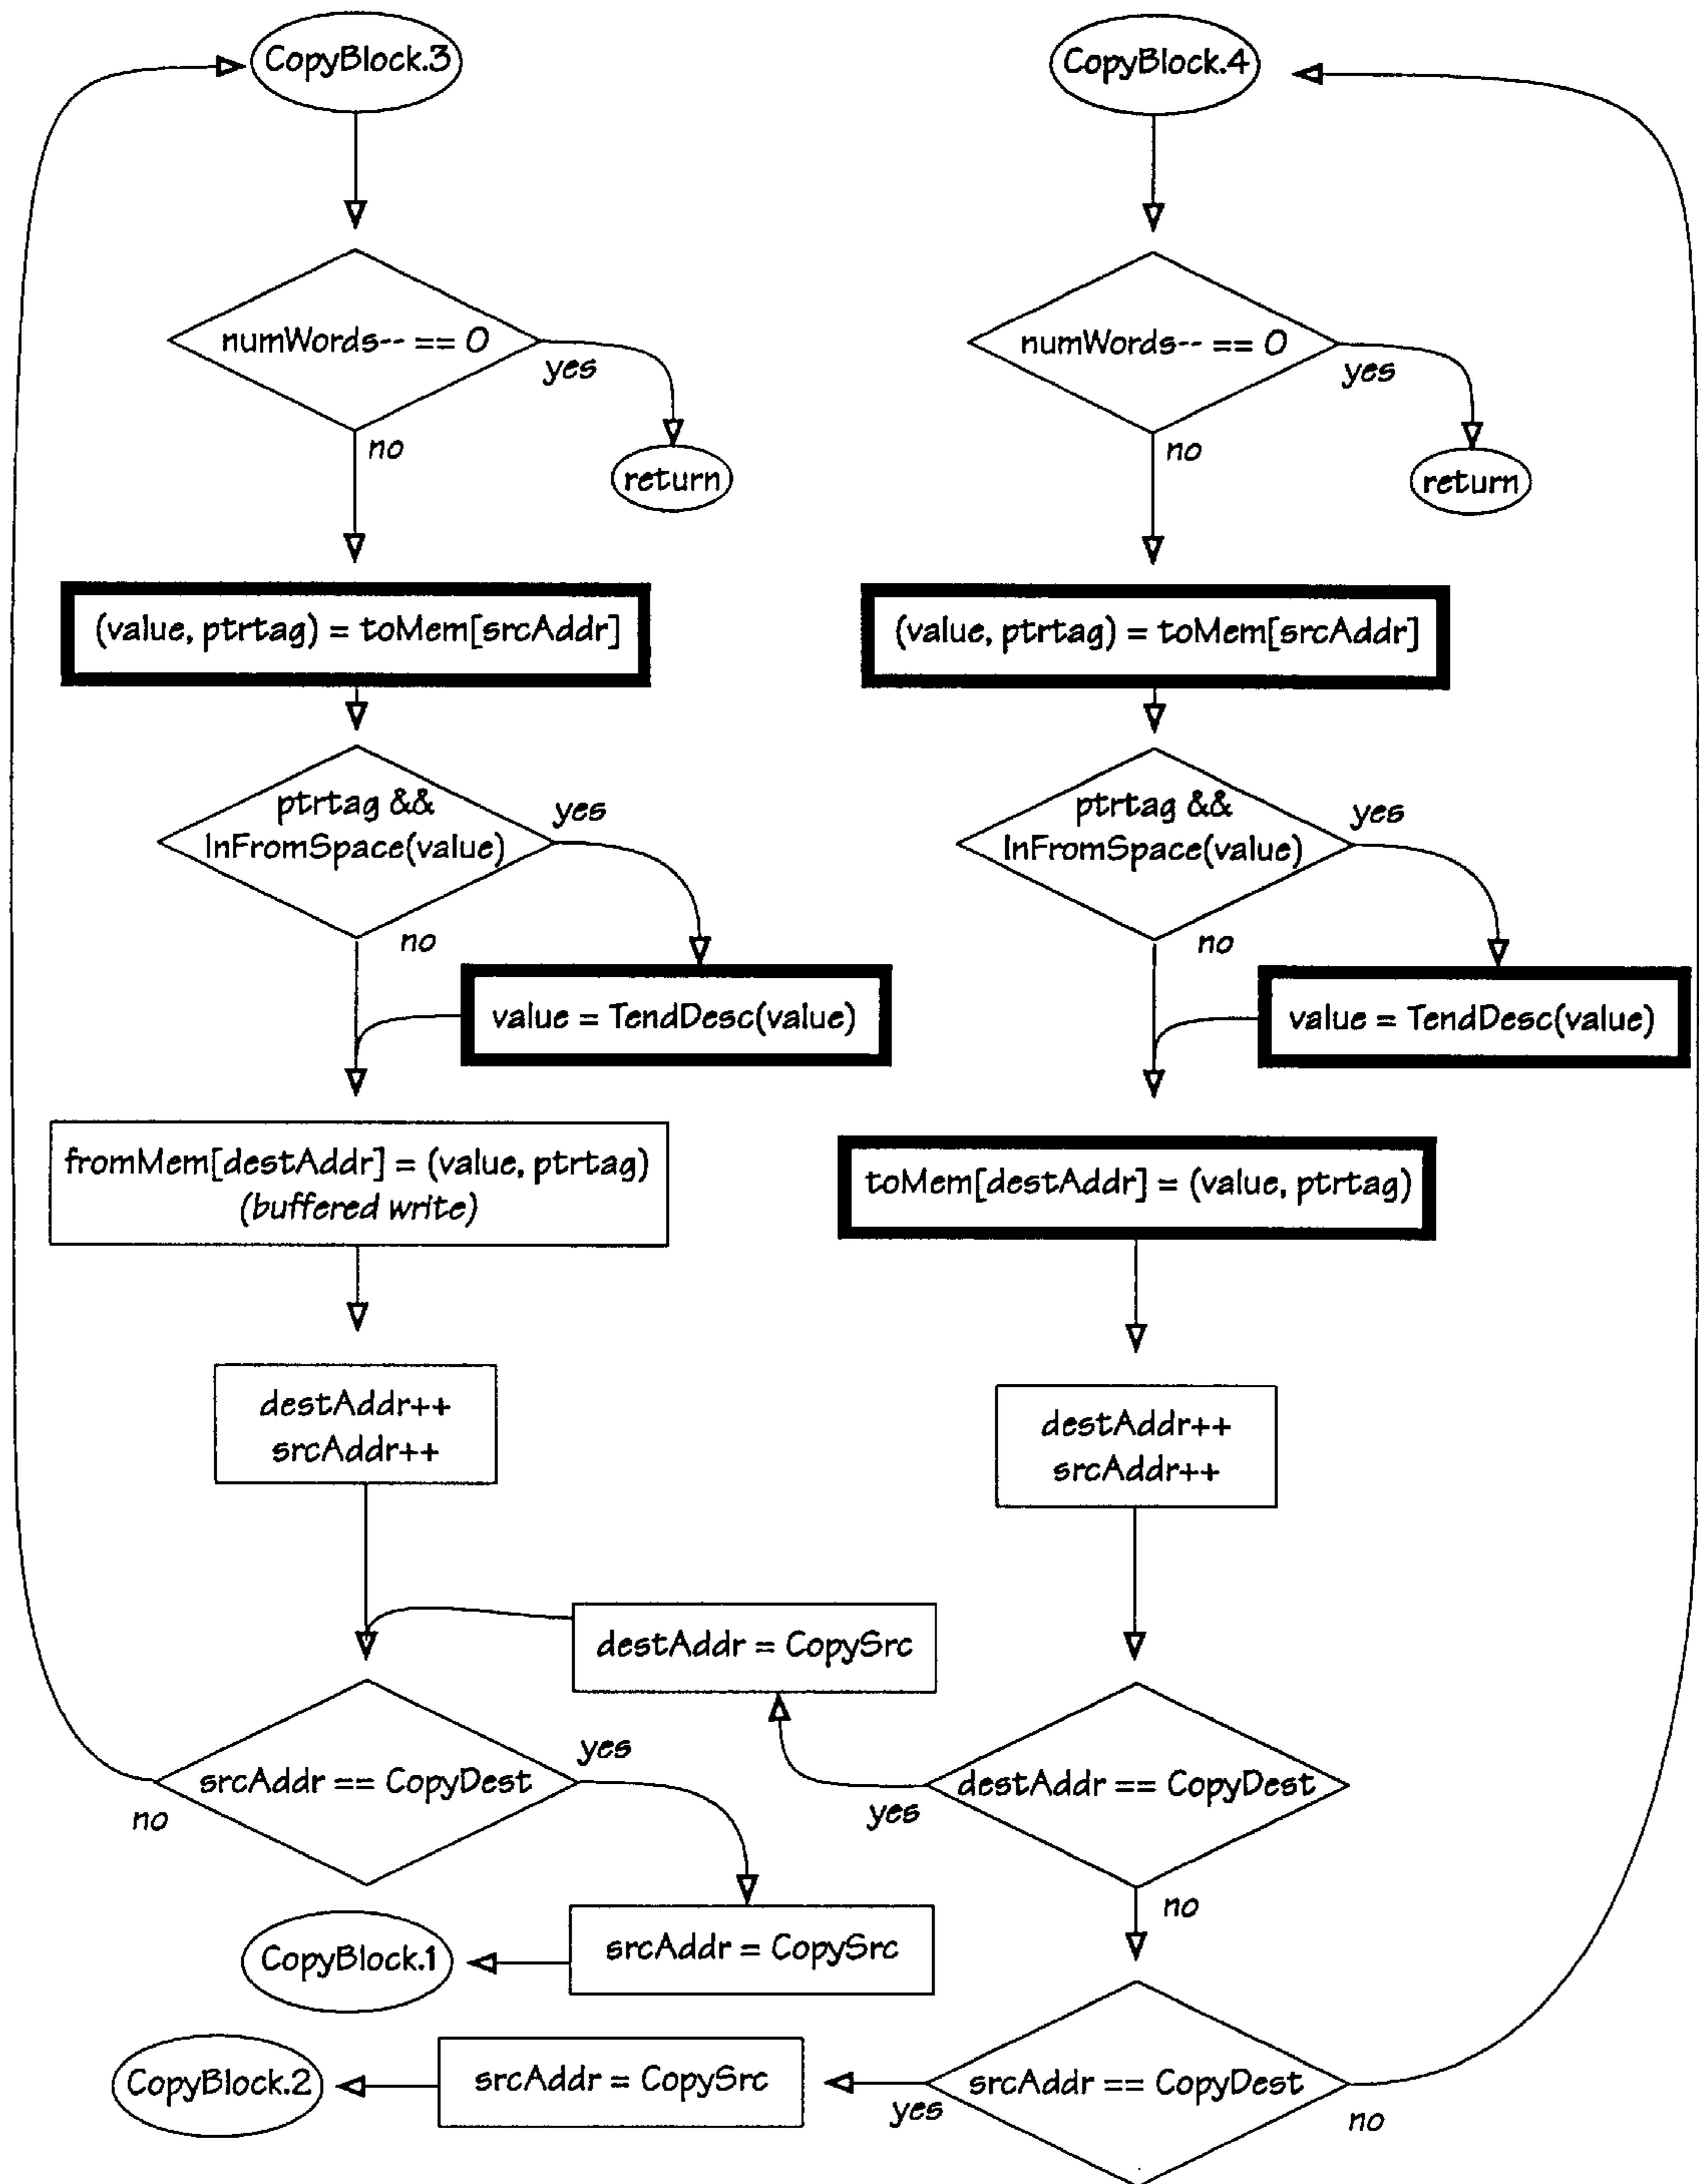 CopyBlock.3
numWords-- == 0
yes
no
return
(value, ptrtag) = toMem[srcAddr]
ptrtag &&
InFromSpace(value)
yes
no
value = TendDesc(value)
fromMem[destAddr] = (value, ptrtag)
(buffered write)
destAddr++
srcAddr++
destAddr = CopySrc
srcAddr == CopyDest
yes
no
srcAddr = CopySrc
CopyBlock.1
CopyBlock.4
numWords-- == 0
yes
no
return
(value, ptrtag) = toMem[srcAddr]
ptrtag &&
InFromSpace(value)
yes
no
value = TendDesc(value)
toMem[destAddr] = (value, ptrtag)
destAddr++
srcAddr++
destAddr == CopyDest
yes
no
srcAddr == CopyDest
yes
no
srcAddr = CopySrc
CopyBlock.2